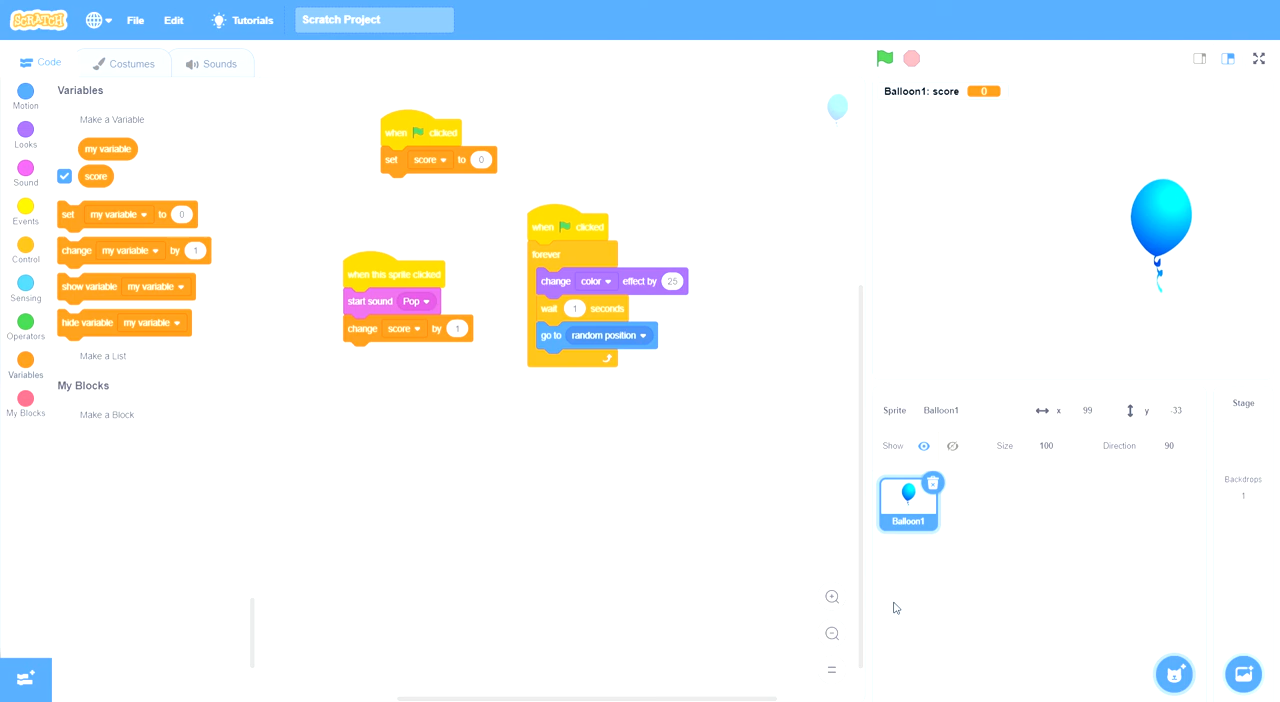 SCRATCH File Edit Tutorials Scratch Project
Code Costumes Sounds
Motion
Looks
Sound
Events
Control
Sensing
Operators
Variables
My Blocks
Variables
Make a Variable
my variable
score
set my variable to 0
change my variable by 1
show variable my variable
hide variable my variable
Make a List
My Blocks
Make a Block
when clicked
set score to 0
when this sprite clicked
start sound Pop
change score by 1
when clicked
forever
change color effect by 25
wait 1 seconds
go to random position
Balloon1: score 0
Sprite Balloon1 x 99 y -33
Show Size 100 Direction 90
Balloon1
Stage
Backdrops
1